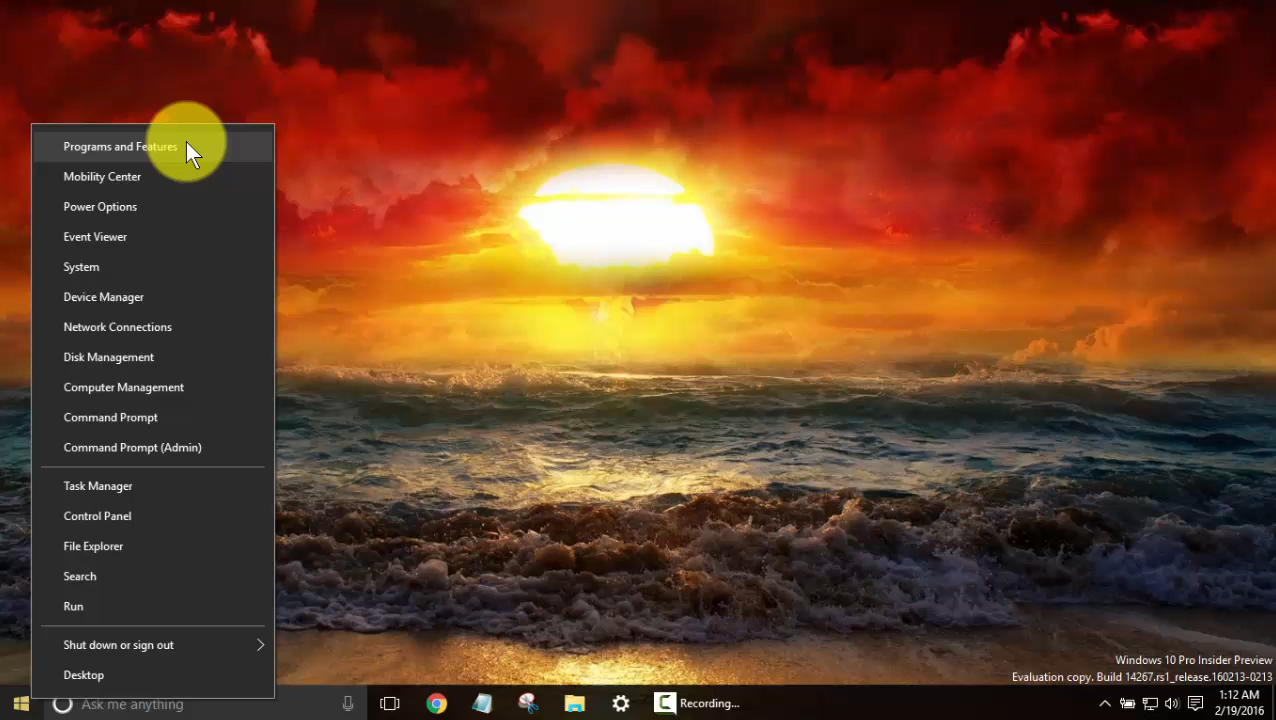 Programs and Features
Mobility Center
Power Options
Event Viewer
System
Device Manager
Network Connections
Disk Management
Computer Management
Command Prompt
Command Prompt (Admin)
Task Manager
Control Panel
File Explorer
Search
Run
Shut down or sign out
Desktop
Windows 10 Pro Insider Preview
Evaluation copy. Build 14267.rs1_release.160213-0213
Ask me anything
Recording...
1:12 AM
2/19/2016